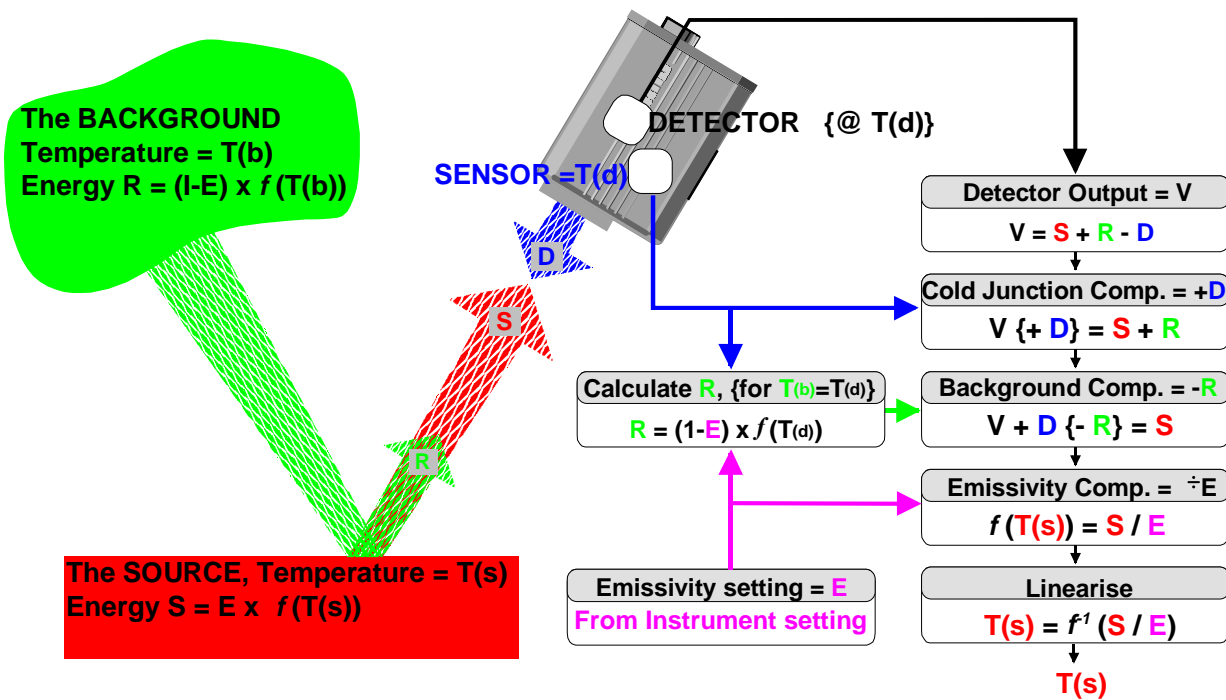 The BACKGROUND
Temperature = T(b)
Energy R = (I-E) x f (T(b))
DETECTOR {@ T(d)}
SENSOR =T(d)
D
S
R
The SOURCE, Temperature = T(s)
Energy S = E x f (T(s))
Detector Output = V
V = S + R - D
Cold Junction Comp. = +D
V {+ D} = S + R
Calculate R, {for T(b)=T(d)}
R = (1-E) x f (T(d))
Background Comp. = -R
V + D {- R} = S
Emissivity Comp. = ÷E
f (T(s)) = S / E
Emissivity setting = E
From Instrument setting
Linearise
T(s) = f-1 (S / E)
T(s)